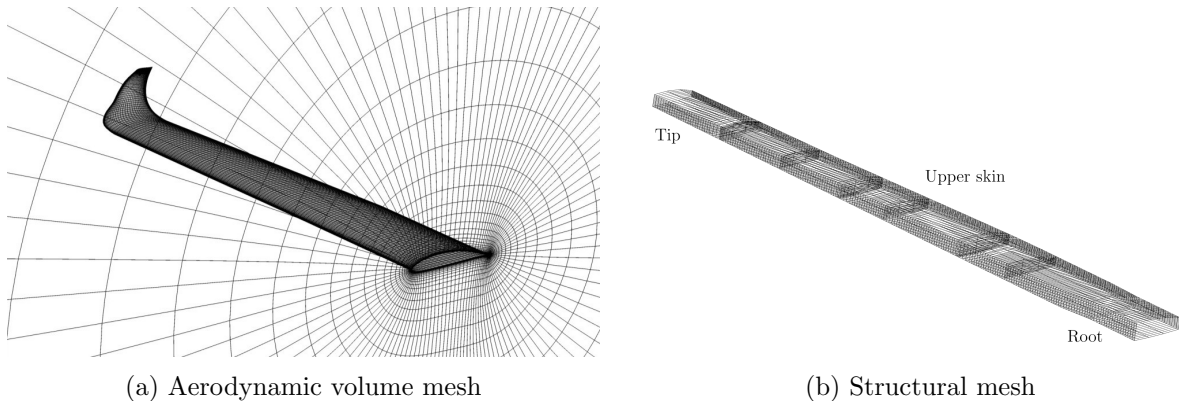 Tip
Upper skin
Root
(a) Aerodynamic volume mesh
(b) Structural mesh